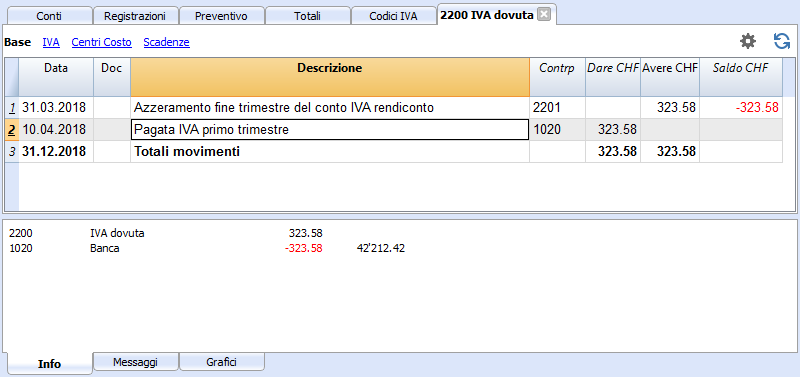 Conti Registrazioni Preventivo Totali Codici IVA 2200 IVA dovuta
Base IVA Centri Costo Scadenze
Data Doc Descrizione Contrp Dare CHF Avere CHF Saldo CHF
1 31.03.2018 Azzeramento fine trimestre del conto IVA rendiconto 2201 323.58 -323.58
2 10.04.2018 Pagata IVA primo trimestre 1020 323.58
3 31.12.2018 Totali movimenti 323.58 323.58
2200 IVA dovuta 323.58
1020 Banca -323.58 42'212.42
Info Messaggi Grafici